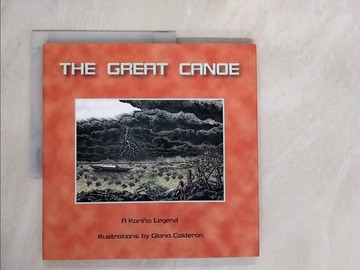 THE GREAT CANOE
A Kariña Legend
Illustrations by Gloria Calderón